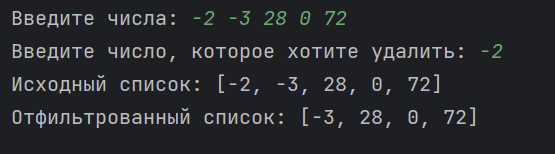 Введите числа: -2 -3 28 0 72
Введите число, которое хотите удалить: -2
Исходный список: [-2, -3, 28, 0, 72]
Отфильтрованный список: [-3, 28, 0, 72]